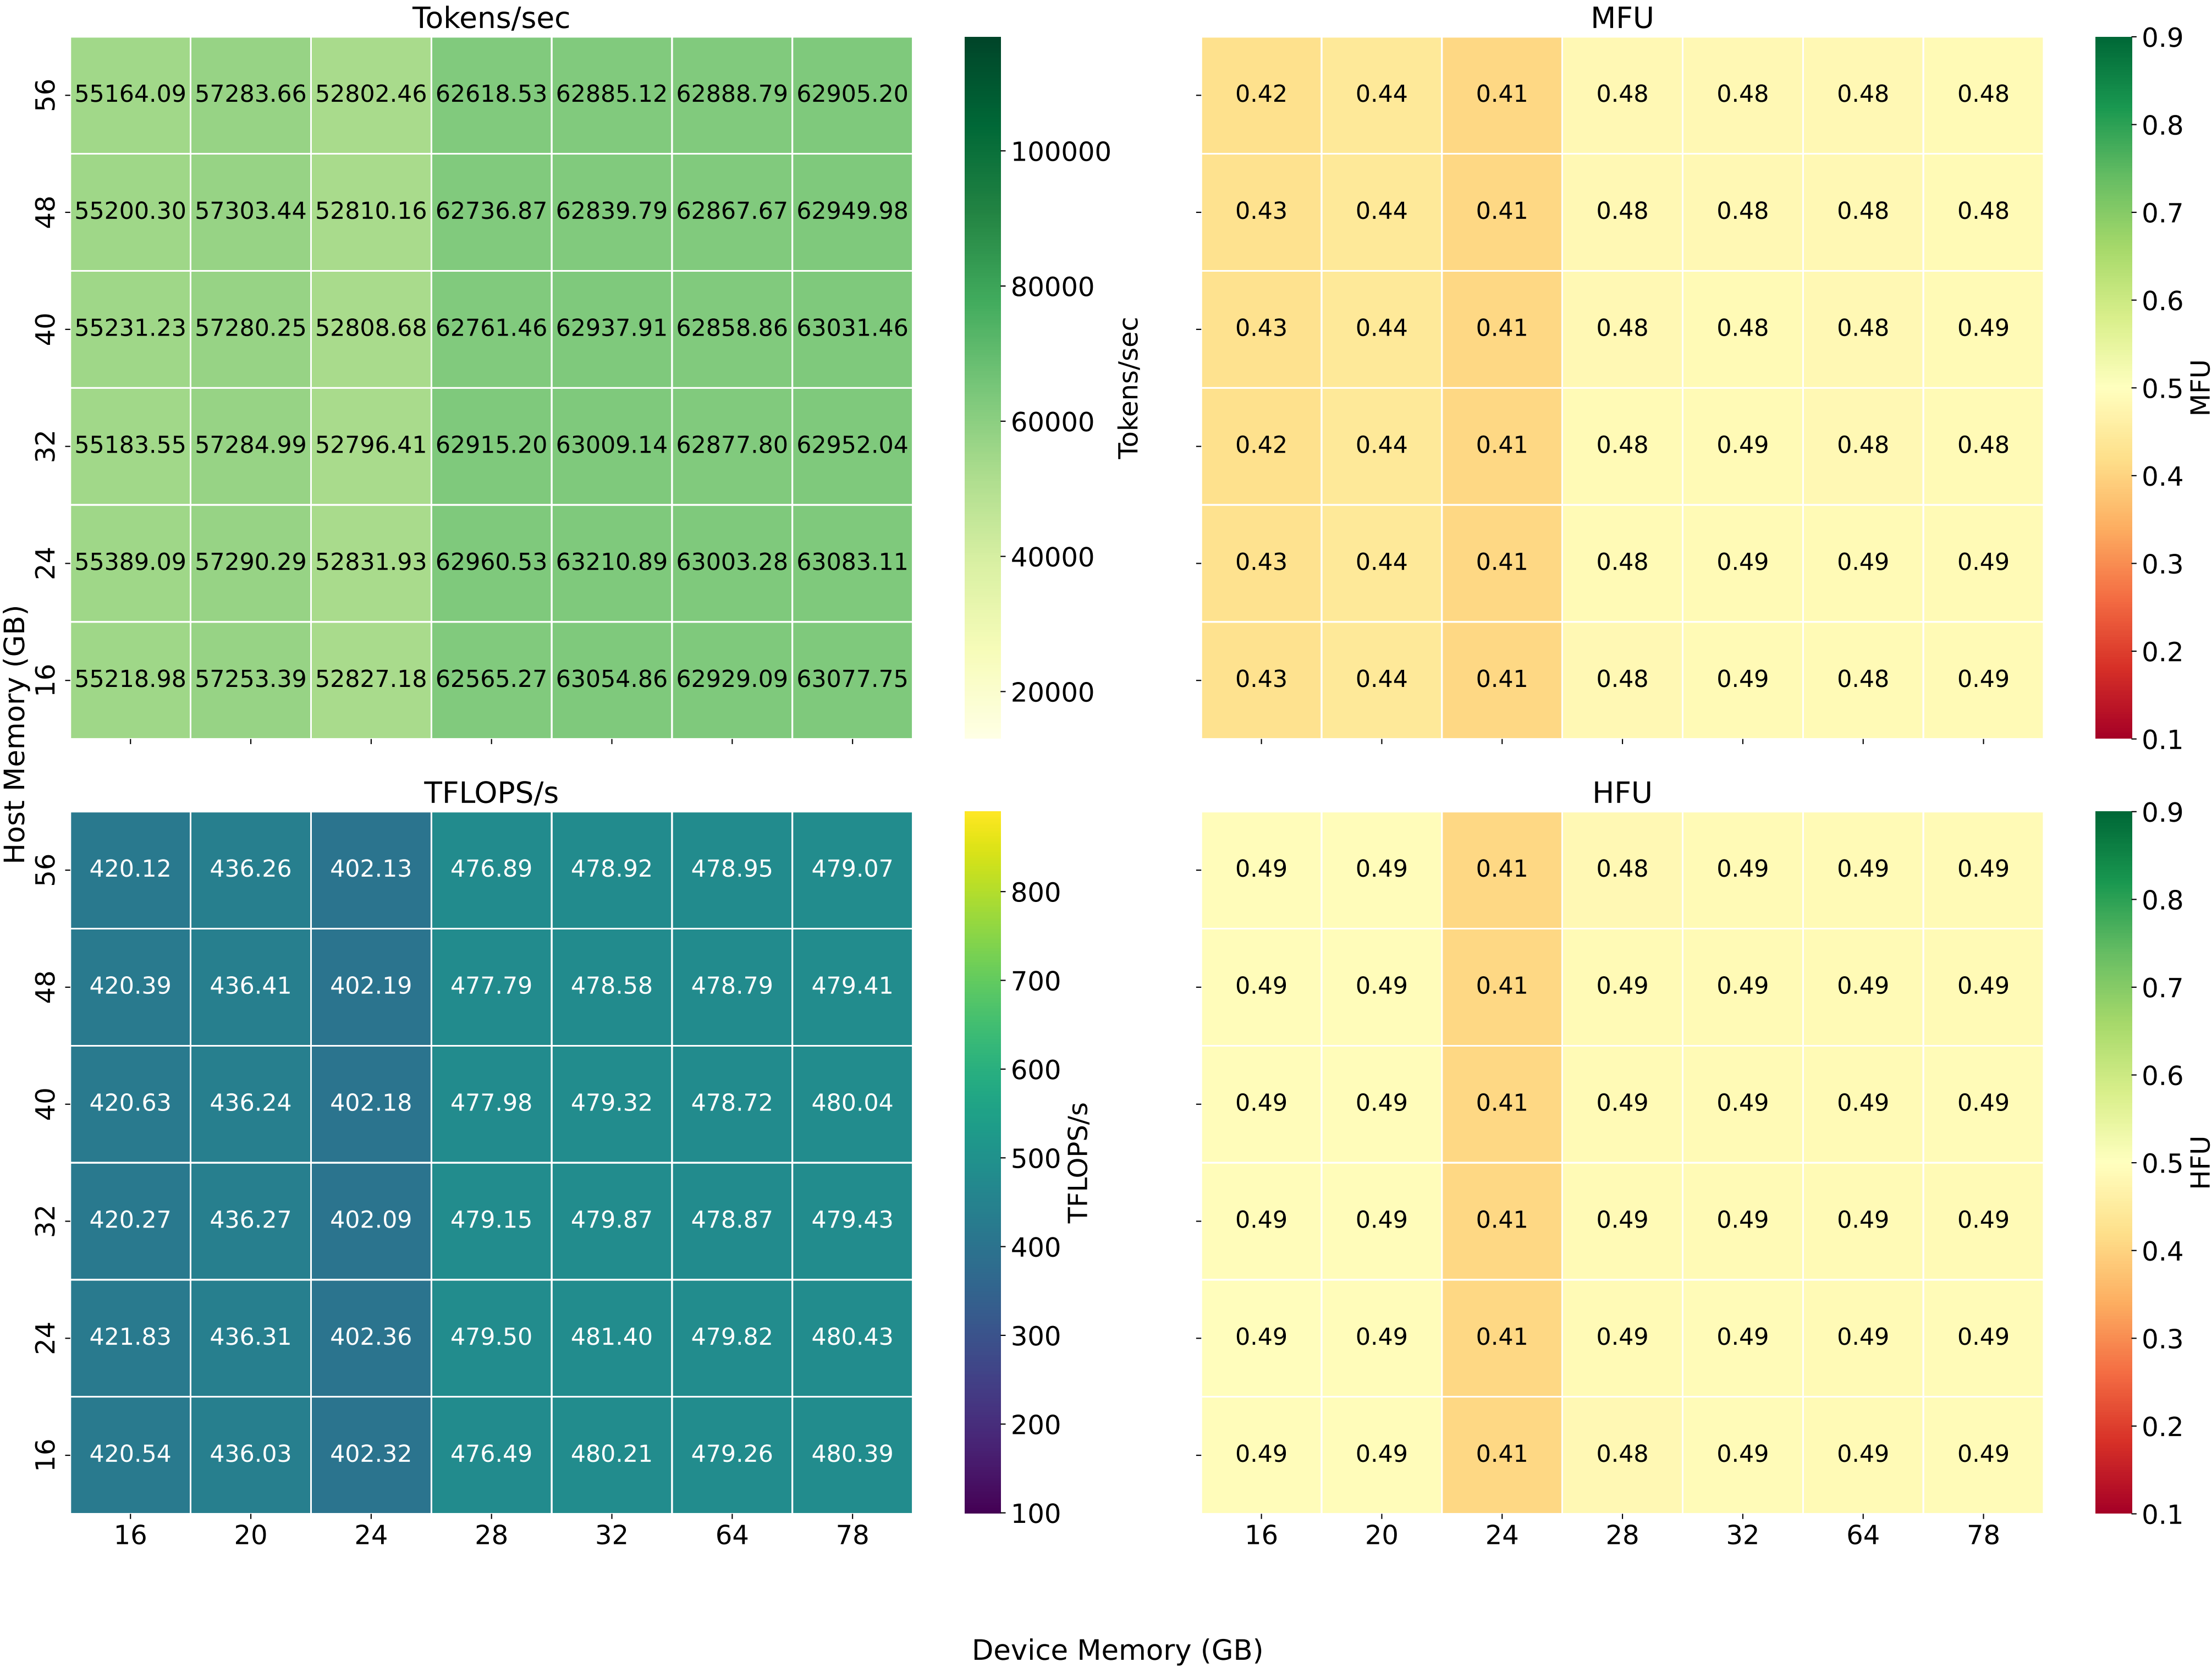 Tokens/sec
56 55164.09 57283.66 52802.46 62618.53 62885.12 62888.79 62905.20
48 55200.30 57303.44 52810.16 62736.87 62839.79 62867.67 62949.98
40 55231.23 57280.25 52808.68 62761.46 62937.91 62858.86 63031.46
32 55183.55 57284.99 52796.41 62915.20 63009.14 62877.80 62952.04
24 55389.09 57290.29 52831.93 62960.53 63210.89 63003.28 63083.11
16 55218.98 57253.39 52827.18 62565.27 63054.86 62929.09 63077.75
100000
80000
60000
40000
20000
Tokens/sec
MFU
0.42 0.44 0.41 0.48 0.48 0.48 0.48
0.43 0.44 0.41 0.48 0.48 0.48 0.48
0.43 0.44 0.41 0.48 0.48 0.48 0.49
0.42 0.44 0.41 0.48 0.49 0.48 0.48
0.43 0.44 0.41 0.48 0.49 0.49 0.49
0.43 0.44 0.41 0.48 0.49 0.48 0.49
0.9
0.8
0.7
0.6
0.5
0.4
0.3
0.2
0.1
MFU
Host Memory (GB)
TFLOPS/s
56 420.12 436.26 402.13 476.89 478.92 478.95 479.07
48 420.39 436.41 402.19 477.79 478.58 478.79 479.41
40 420.63 436.24 402.18 477.98 479.32 478.72 480.04
32 420.27 436.27 402.09 479.15 479.87 478.87 479.43
24 421.83 436.31 402.36 479.50 481.40 479.82 480.43
16 420.54 436.03 402.32 476.49 480.21 479.26 480.39
16 20 24 28 32 64 78
800
700
600
500
400
300
200
100
TFLOPS/s
HFU
0.49 0.49 0.41 0.48 0.49 0.49 0.49
0.49 0.49 0.41 0.49 0.49 0.49 0.49
0.49 0.49 0.41 0.49 0.49 0.49 0.49
0.49 0.49 0.41 0.49 0.49 0.49 0.49
0.49 0.49 0.41 0.49 0.49 0.49 0.49
0.49 0.49 0.41 0.48 0.49 0.49 0.49
16 20 24 28 32 64 78
0.9
0.8
0.7
0.6
0.5
0.4
0.3
0.2
0.1
HFU
Device Memory (GB)